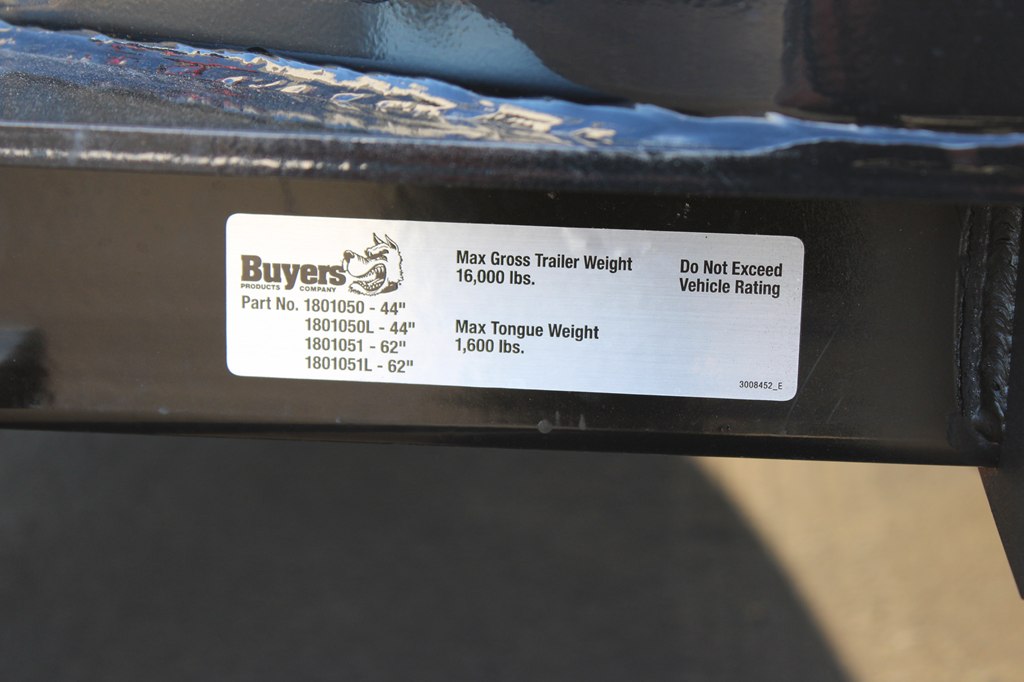 Buyers
PRODUCTS COMPANY
Part No. 1801050 - 44"
1801050L - 44"
1801051 - 62"
1801051L - 62"
Max Gross Trailer Weight
16,000 lbs.
Max Tongue Weight
1,600 lbs.
Do Not Exceed
Vehicle Rating
3008452_E